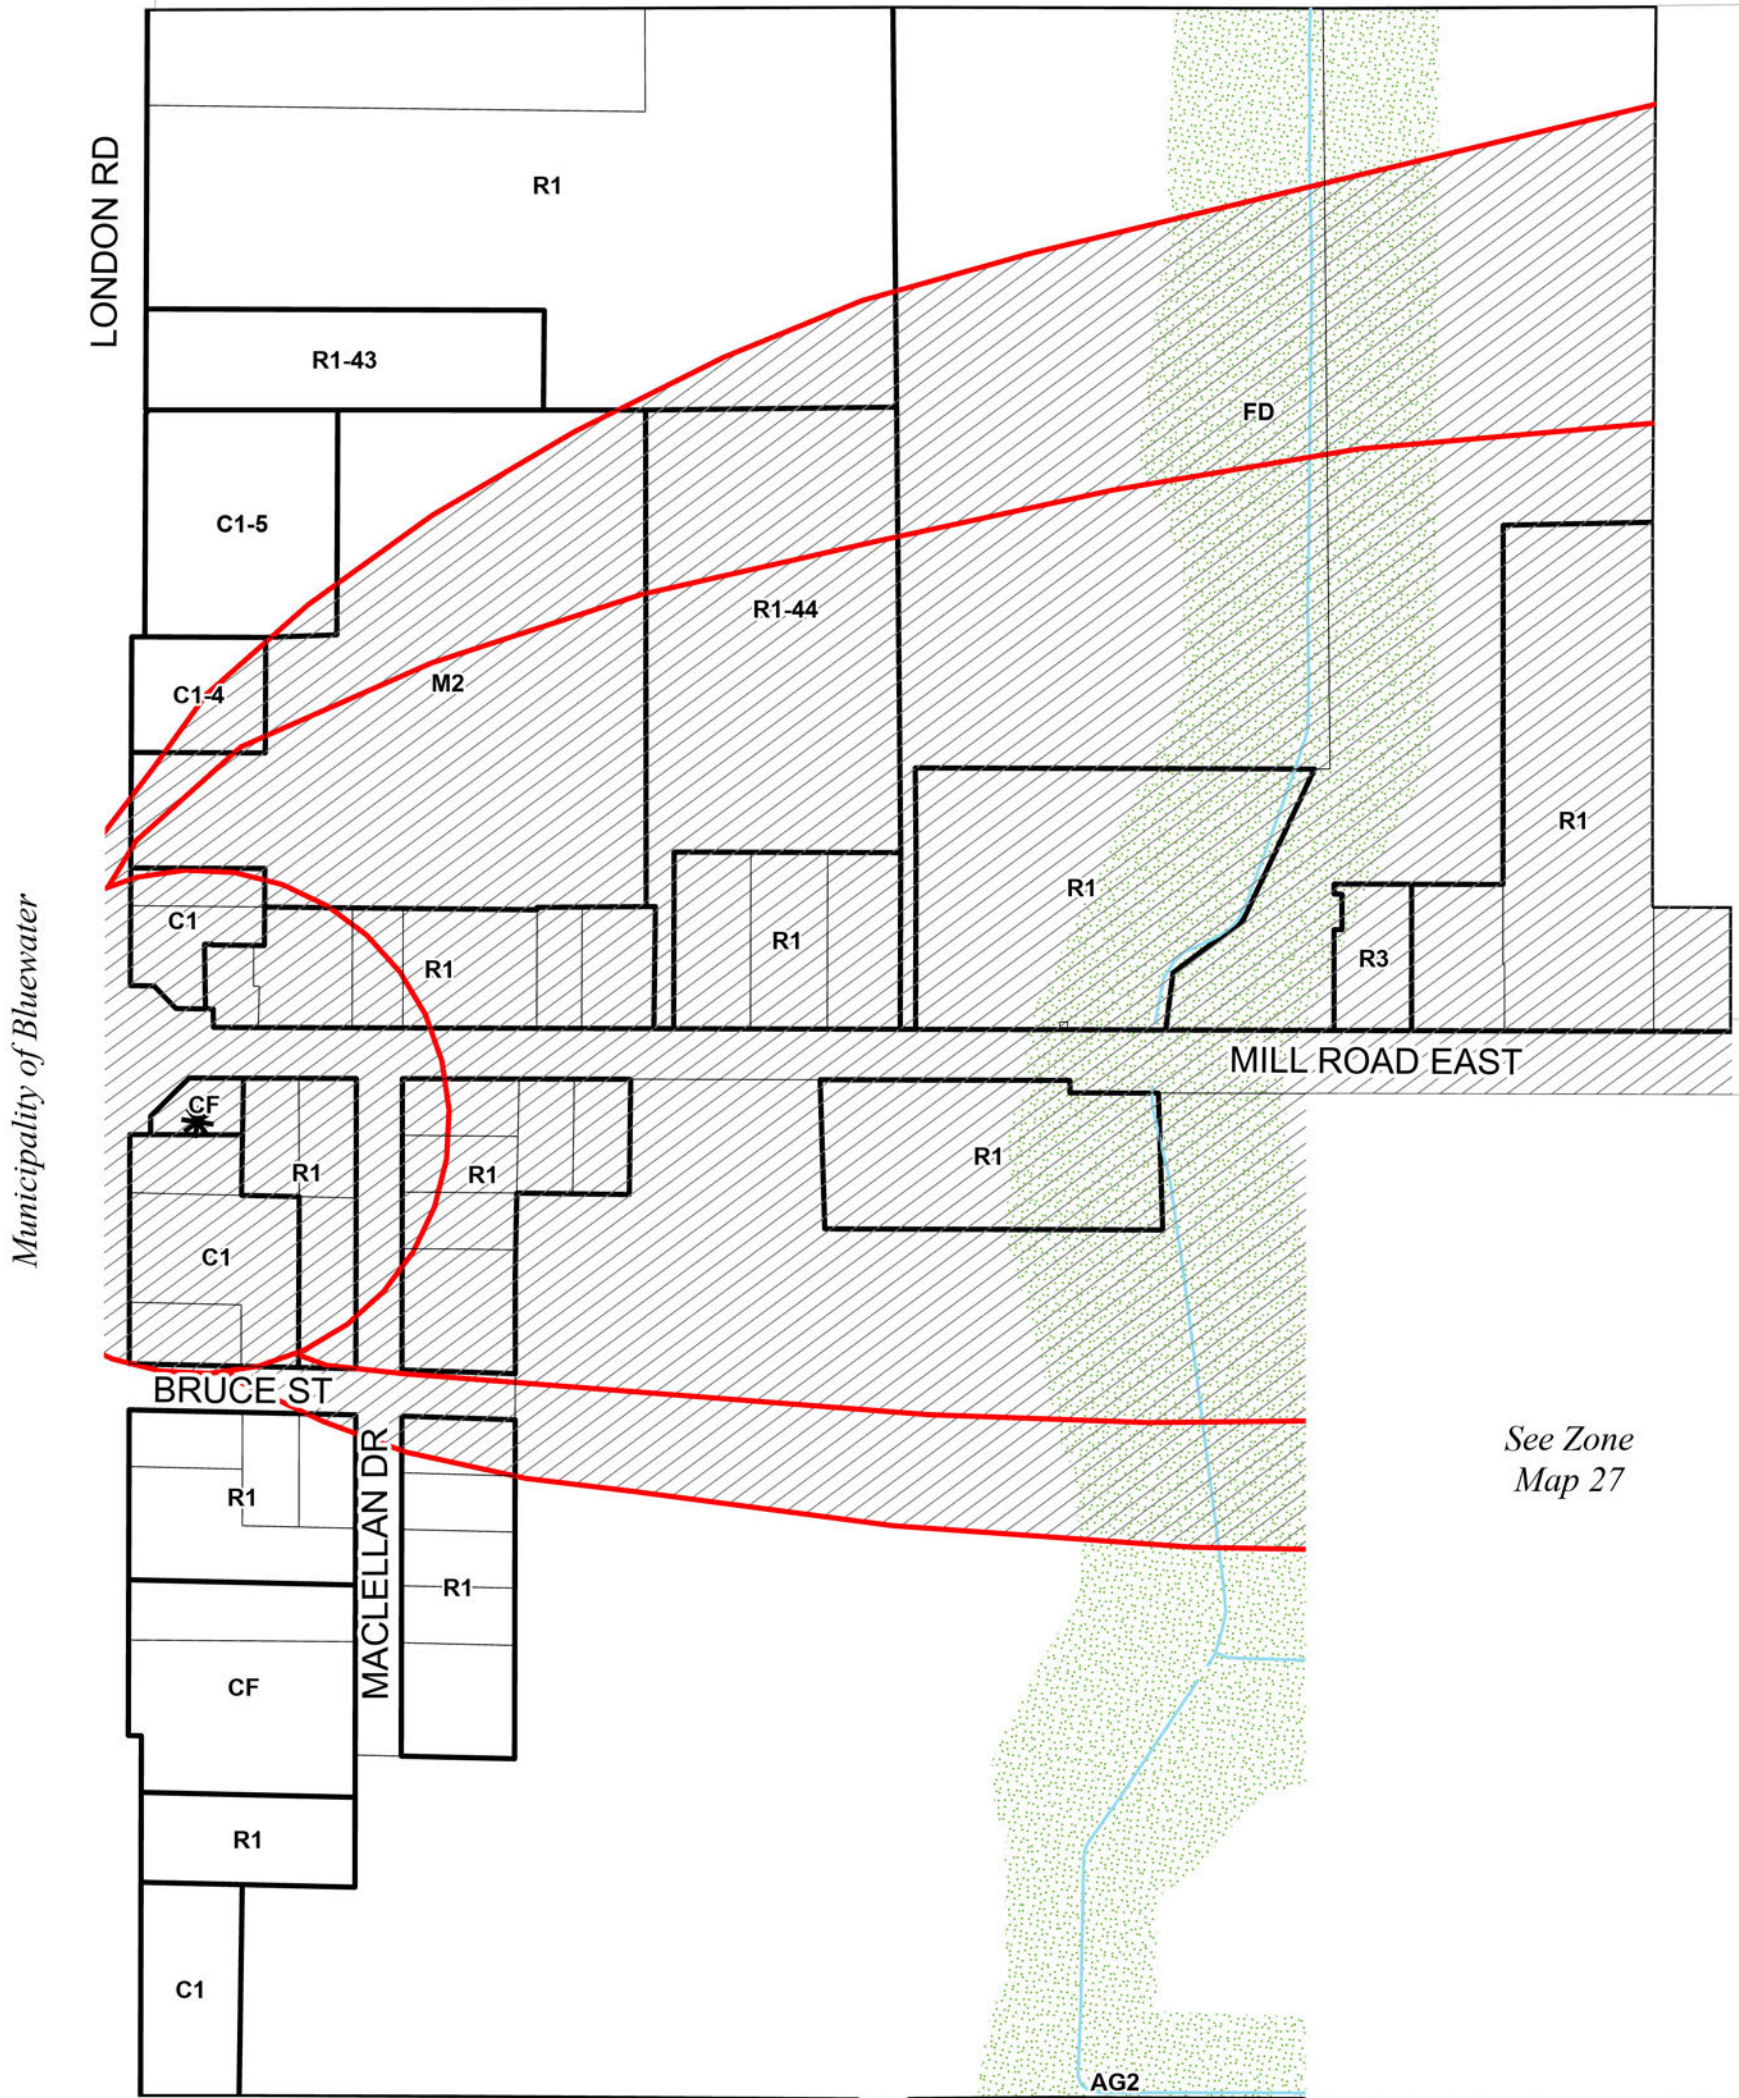 LONDON RD
R1
R1-43
FD
C1-5
R1-44
M2
C1-4
R1
R1
C1
R1
R1
R3
Municipality of Bluewater
MILL ROAD EAST
CF
R1
R1
R1
C1
BRUCE ST
See Zone
Map 27
MACLELLAN DR
R1
R1
CF
R1
C1
AG2